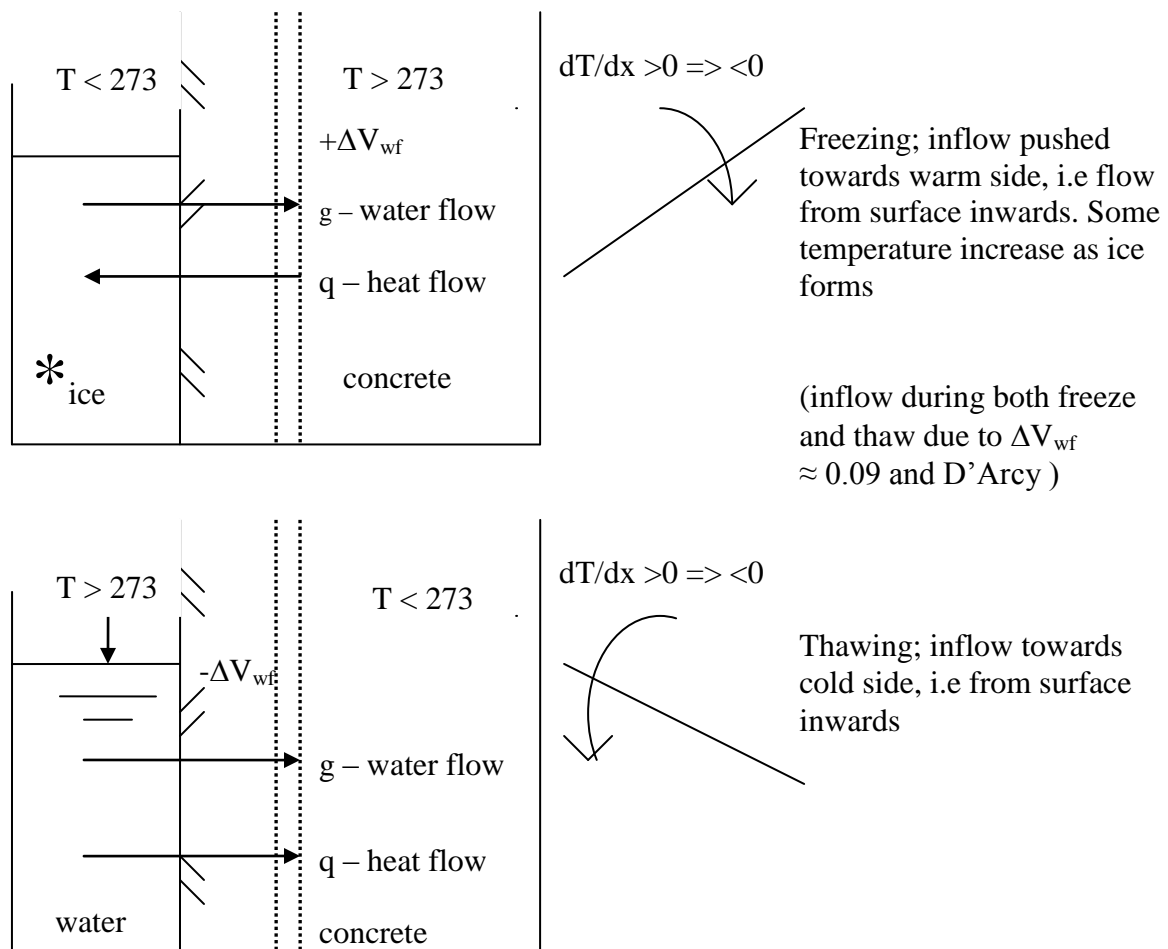 T < 273
T > 273
dT/dx >0 => <0
+ΔVwf
g – water flow
q – heat flow
* ice
concrete
Freezing; inflow pushed
towards warm side, i.e flow
from surface inwards. Some
temperature increase as ice
forms
(inflow during both freeze
and thaw due to ΔVwf
≈ 0.09 and D’Arcy )
T > 273
T < 273
dT/dx >0 => <0
-ΔVwf
g – water flow
q – heat flow
water
concrete
Thawing; inflow towards
cold side, i.e from surface
inwards